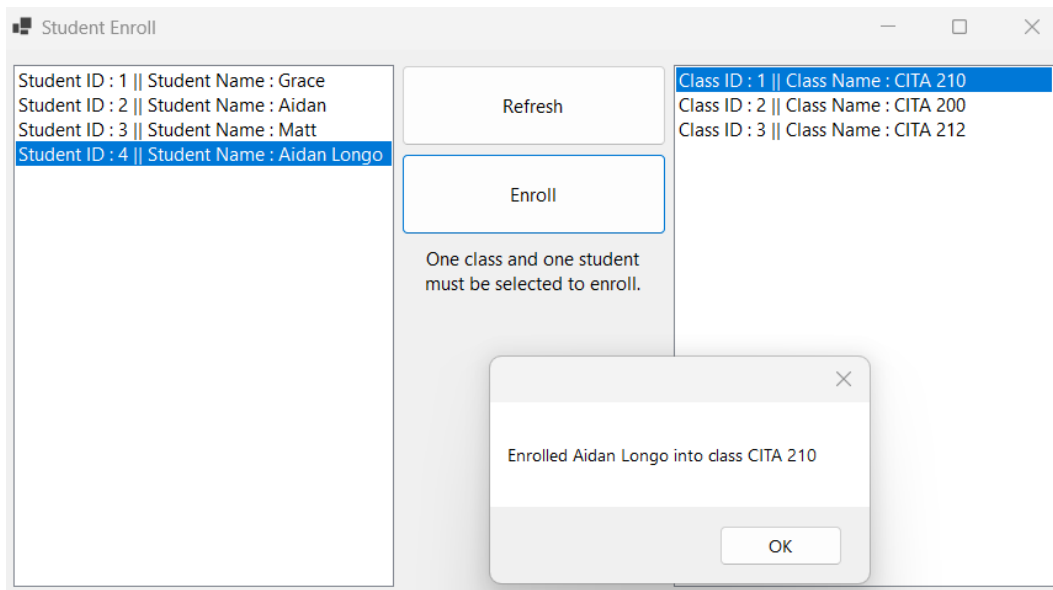 Student Enroll
Student ID : 1 || Student Name : Grace
Student ID : 2 || Student Name : Aidan
Student ID : 3 || Student Name : Matt
Student ID : 4 || Student Name : Aidan Longo
Refresh
Enroll
One class and one student
must be selected to enroll.
Class ID : 1 || Class Name : CITA 210
Class ID : 2 || Class Name : CITA 200
Class ID : 3 || Class Name : CITA 212
Enrolled Aidan Longo into class CITA 210
OK